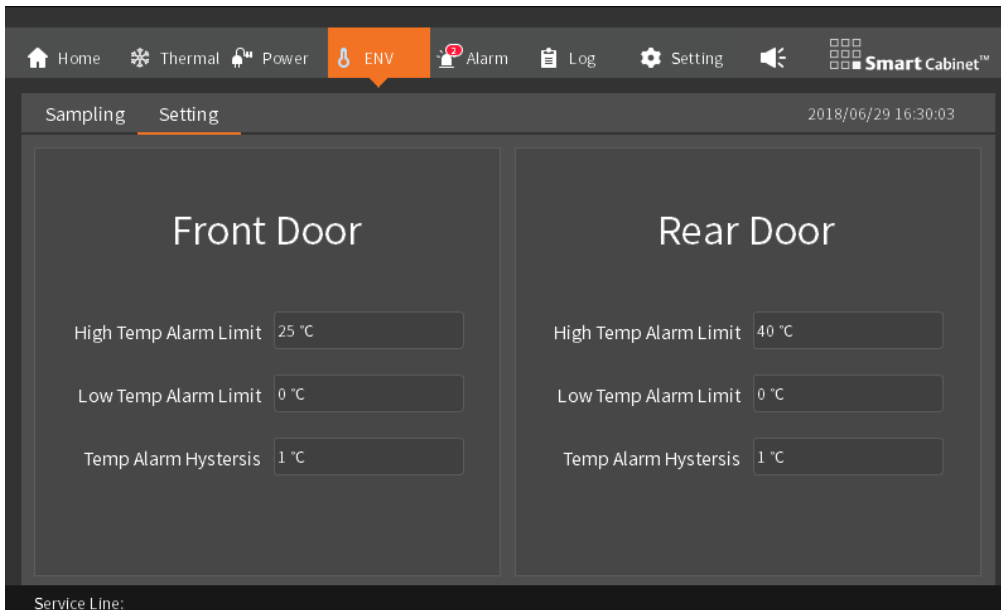 Home Thermal Power ENV 2 Alarm Log Setting Smart Cabinet™
Sampling Setting 2018/06/29 16:30:03
Front Door
High Temp Alarm Limit 25 ℃
Low Temp Alarm Limit 0 ℃
Temp Alarm Hystersis 1 ℃
Rear Door
High Temp Alarm Limit 40 ℃
Low Temp Alarm Limit 0 ℃
Temp Alarm Hystersis 1 ℃
Service Line: